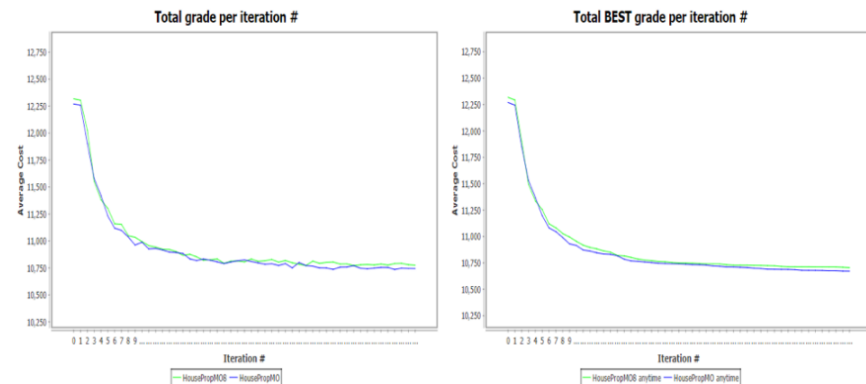 Total grade per iteration #
12,750
12,500
12,250
12,000
11,750
11,500
11,250
11,000
10,750
10,500
10,250
Average Cost
0 1 2 3 4 5 6 7 8 9
Iteration #
HousePropMOB HousePropMO
Total BEST grade per iteration #
12,750
12,500
12,250
12,000
11,750
11,500
11,250
11,000
10,750
10,500
10,250
Average Cost
0 1 2 3 4 5 6 7 8 9
Iteration #
HousePropMOB anytime HousePropMO anytime